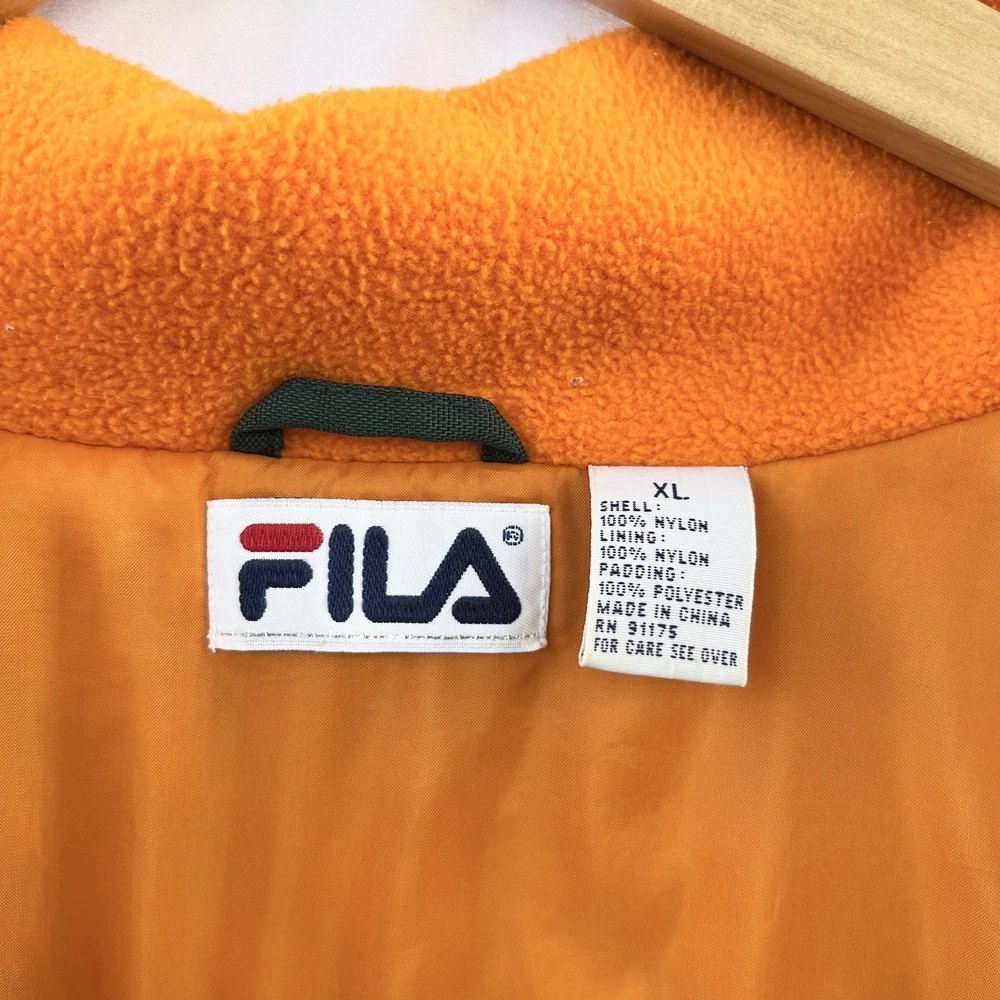 FILA®
XL
SHELL:
100% NYLON
LINING:
100% NYLON
PADDING:
100% POLYESTER
MADE IN CHINA
RN 91175
FOR CARE SEE OVER